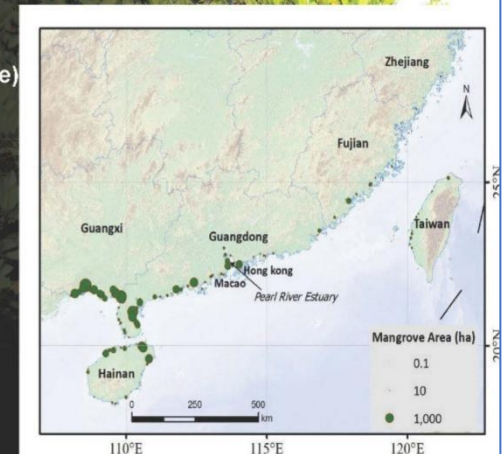 e)
Zhejiang
N
Fujian
25°N
Taiwan
Guangxi
Guangdong
Hong kong
Macao
Pearl River Estuary
Mangrove Area (ha)
0.1
10
1,000
20°N
Hainan
0 250 500
km
110°E 115°E 120°E